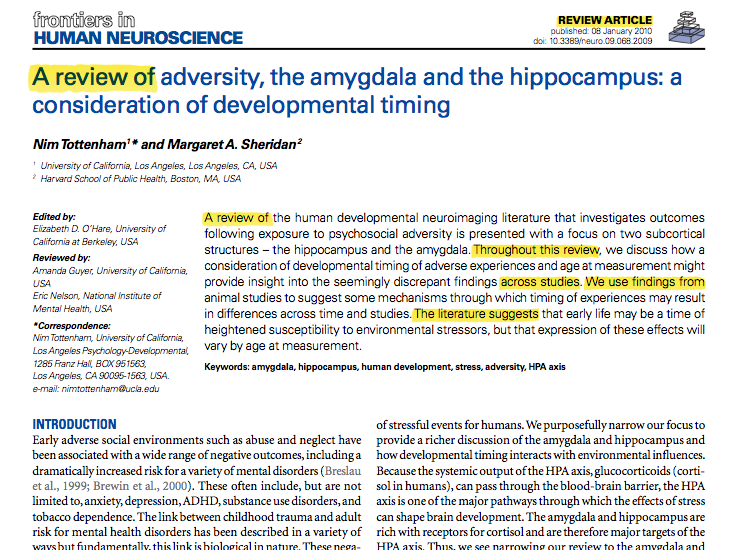 frontiers in
HUMAN NEUROSCIENCE
REVIEW ARTICLE
published: 08 January 2010
doi: 10.3389/neuro.09.068.2009
A review of adversity, the amygdala and the hippocampus: a
consideration of developmental timing
Nim Tottenham1* and Margaret A. Sheridan2
1 University of California, Los Angeles, Los Angeles, CA, USA
2 Harvard School of Public Health, Boston, MA, USA
Edited by:
Elizabeth D. O'Hare, University of
California at Berkeley, USA
Reviewed by:
Amanda Guyer, University of California,
USA
Eric Nelson, National Institute of
Mental Health, USA
*Correspondence:
Nim Tottenham, University of California,
Los Angeles Psychology-Developmental,
1285 Franz Hall, BOX 951563,
Los Angeles, CA 90095-1563, USA.
e-mail: nimtottenham@ucla.edu
A review of the human developmental neuroimaging literature that investigates outcomes
following exposure to psychosocial adversity is presented with a focus on two subcortical
structures – the hippocampus and the amygdala. Throughout this review, we discuss how a
consideration of developmental timing of adverse experiences and age at measurement might
provide insight into the seemingly discrepant findings across studies. We use findings from
animal studies to suggest some mechanisms through which timing of experiences may result
in differences across time and studies. The literature suggests that early life may be a time of
heightened susceptibility to environmental stressors, but that expression of these effects will
vary by age at measurement.
Keywords: amygdala, hippocampus, human development, stress, adversity, HPA axis
INTRODUCTION
Early adverse social environments such as abuse and neglect have
been associated with a wide range of negative outcomes, including a
dramatically increased risk for a variety of mental disorders (Breslau
et al., 1999; Brewin et al., 2000). These often include, but are not
limited to, anxiety, depression, ADHD, substance use disorders, and
tobacco dependence. The link between childhood trauma and adult
risk for mental health disorders has been described in a variety of
ways but fundamentally, this link is biological in nature. These nega-
of stressful events for humans. We purposefully narrow our focus to
provide a richer discussion of the amygdala and hippocampus and
how developmental timing interacts with environmental influences.
Because the systemic output of the HPA axis, glucocorticoids (corti-
sol in humans), can pass through the blood-brain barrier, the HPA
axis is one of the major pathways through which the effects of stress
can shape brain development. The amygdala and hippocampus are
rich with receptors for cortisol and are therefore major targets of the
HPA axis. Thus, we see narrowing our review to the amygdala and